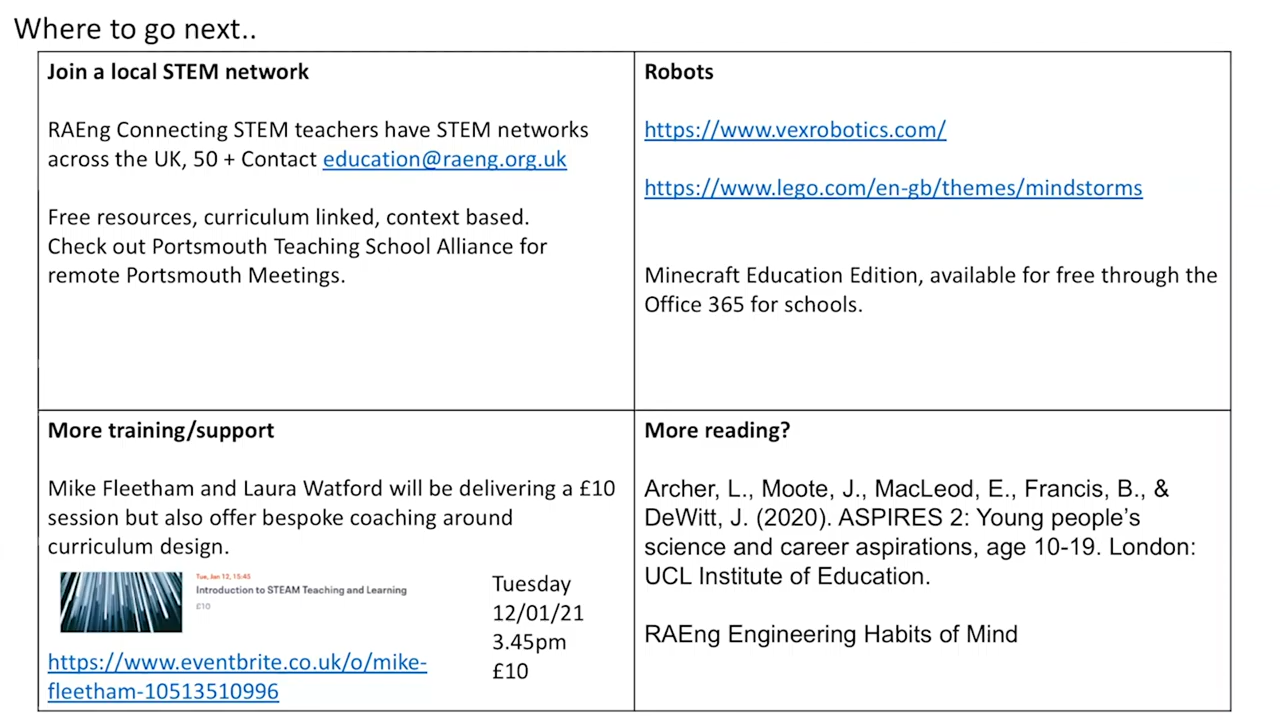 Where to go next..
Join a local STEM network
RAEng Connecting STEM teachers have STEM networks
across the UK, 50 + Contact education@raeng.org.uk
Free resources, curriculum linked, context based.
Check out Portsmouth Teaching School Alliance for
remote Portsmouth Meetings.
Robots
https://www.vexrobotics.com/
https://www.lego.com/en-gb/themes/mindstorms
Minecraft Education Edition, available for free through the
Office 365 for schools.
More training/support
Mike Fleetham and Laura Watford will be delivering a £10
session but also offer bespoke coaching around
curriculum design.
Tue, Jan 12, 15:45
Introduction to STEAM Teaching and Learning
£10
Tuesday
12/01/21
3.45pm
£10
https://www.eventbrite.co.uk/o/mike-
fleetham-10513510996
More reading?
Archer, L., Moote, J., MacLeod, E., Francis, B., &
DeWitt, J. (2020). ASPIRES 2: Young people’s
science and career aspirations, age 10-19. London:
UCL Institute of Education.
RAEng Engineering Habits of Mind